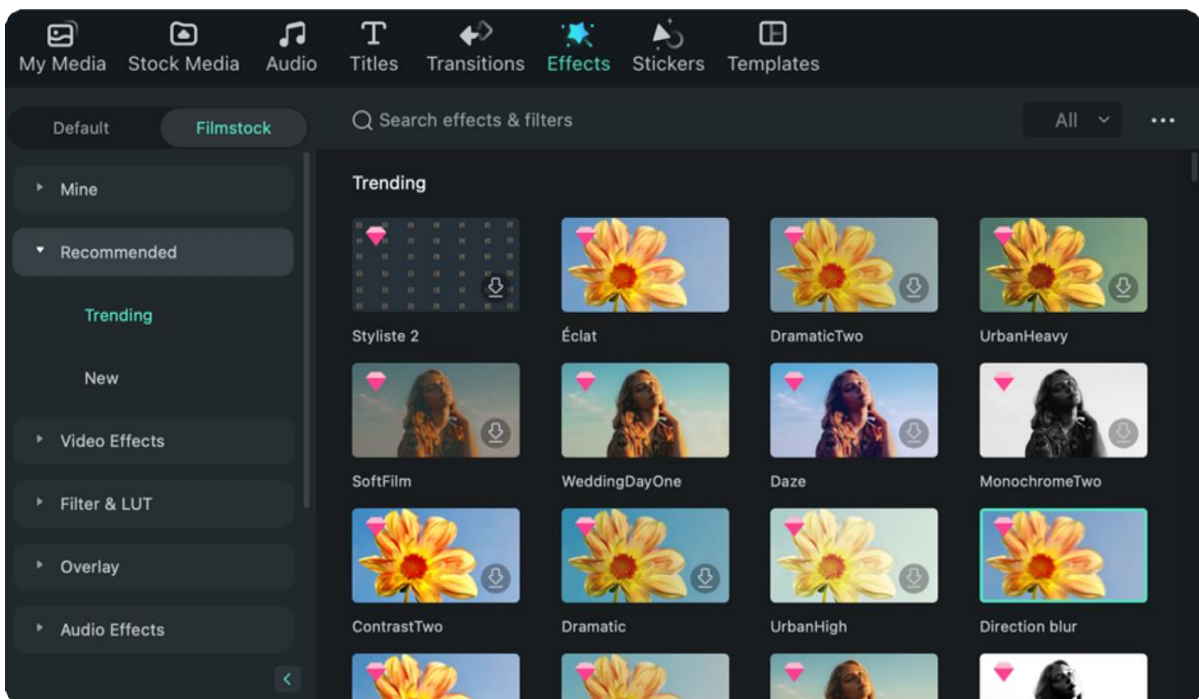 My Media Stock Media Audio Titles Transitions Effects Stickers Templates
Default Filmstock
Search effects & filters
All
Mine
Recommended
Trending
New
Video Effects
Filter & LUT
Overlay
Audio Effects
Trending
Styliste 2 Éclat DramaticTwo UrbanHeavy
SoftFilm WeddingDayOne Daze MonochromeTwo
ContrastTwo Dramatic UrbanHigh Direction blur